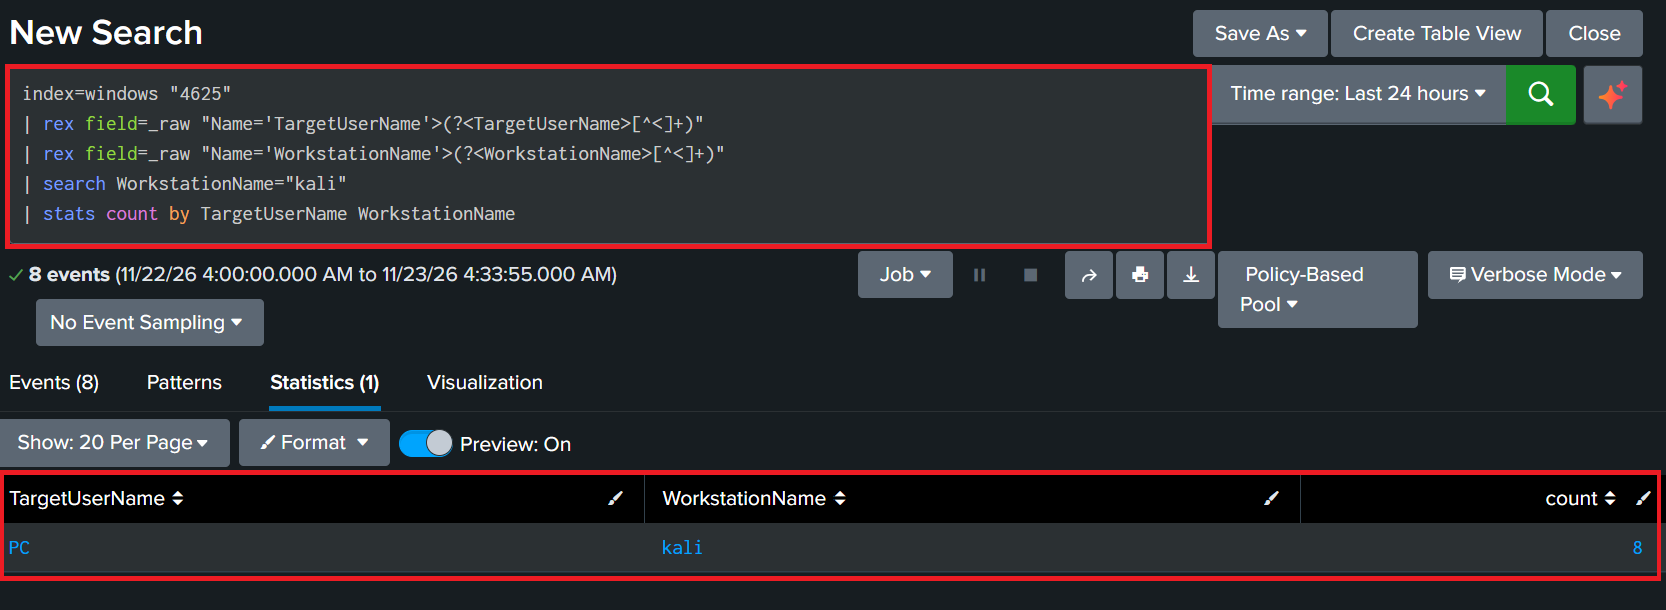 New Search
Save As
Create Table View
Close
index=windows "4625"
| rex field=_raw "Name='TargetUserName'>(?<TargetUserName>[^<]+)"
| rex field=_raw "Name='WorkstationName'>(?<WorkstationName>[^<]+)"
| search WorkstationName="kali"
| stats count by TargetUserName WorkstationName
Time range: Last 24 hours
8 events (11/22/26 4:00:00.000 AM to 11/23/26 4:33:55.000 AM)
Job
Policy-Based
Pool
Verbose Mode
No Event Sampling
Events (8)
Patterns
Statistics (1)
Visualization
Show: 20 Per Page
Format
Preview: On
TargetUserName
WorkstationName
count
PC
kali
8